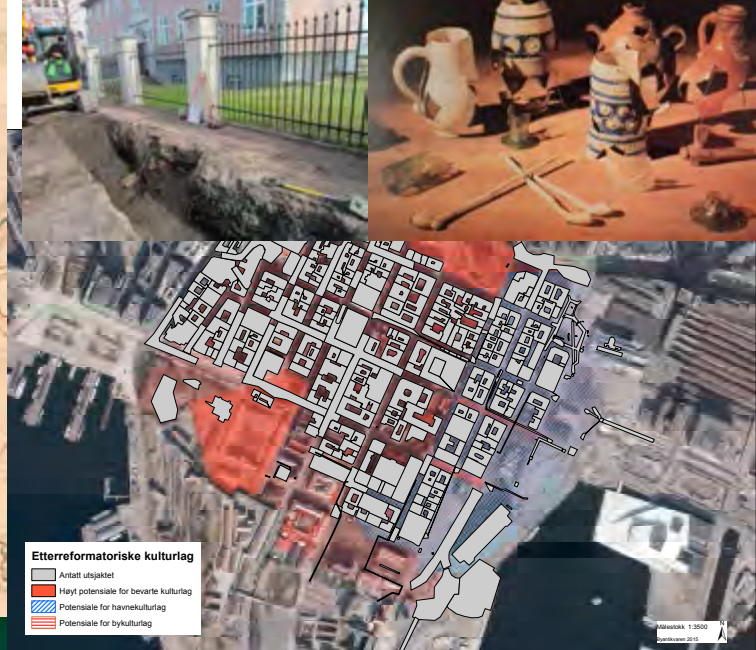 Etterreformatoriske kulturlag
Antatt utsjaktet
Høyt potensiale for bevarte kulturlag
Potensiale for havnekulturlag
Potensiale for bykulturlag
Målestokk 1:3500
N
Byantikvaren 2015